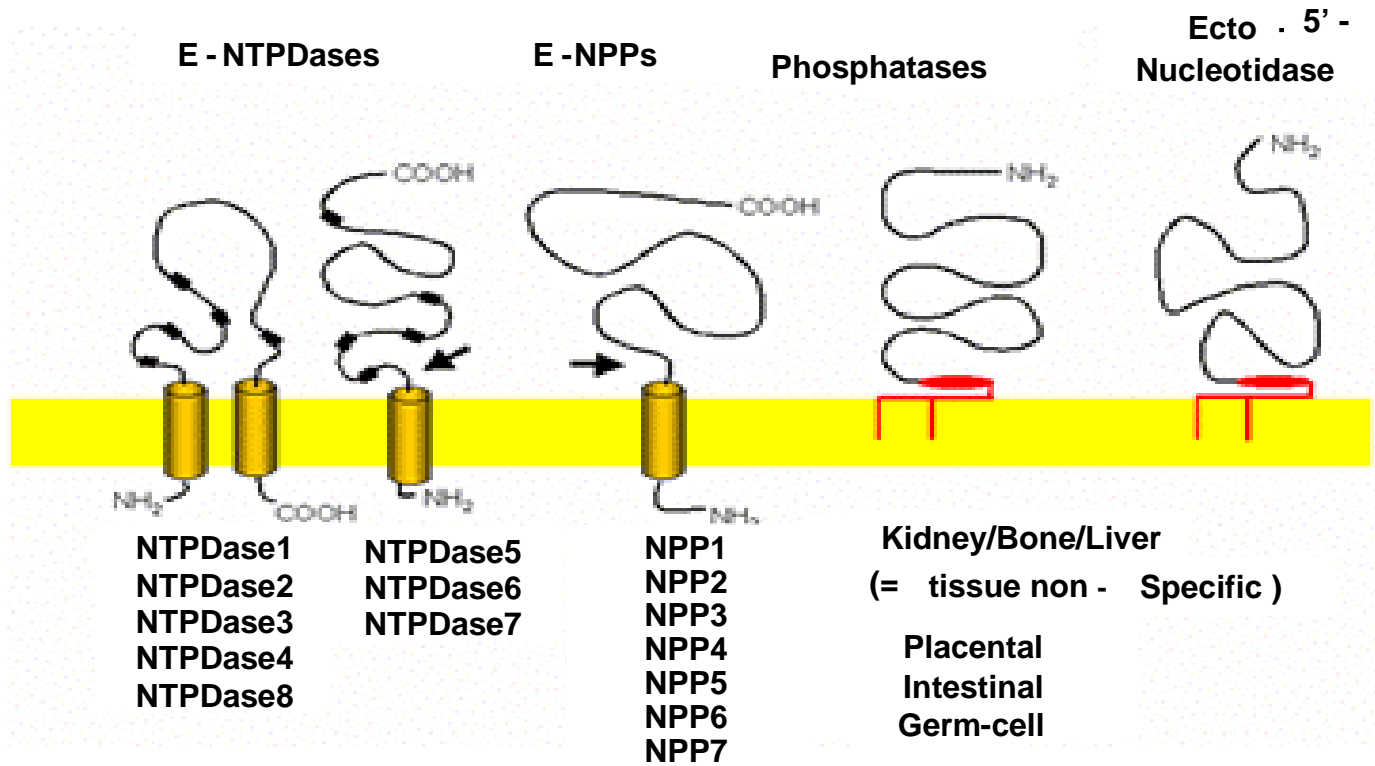 E - NTPDases
E -NPPs
Phosphatases
Ecto . 5’ -
Nucleotidase
COOH
COOH
NH2
NH2
NH2
COOH
NH2
NH2
NTPDase1
NTPDase2
NTPDase3
NTPDase4
NTPDase8
NTPDase5
NTPDase6
NTPDase7
NPP1
NPP2
NPP3
NPP4
NPP5
NPP6
NPP7
Kidney/Bone/Liver
(= tissue non - Specific )
Placental
Intestinal
Germ-cell